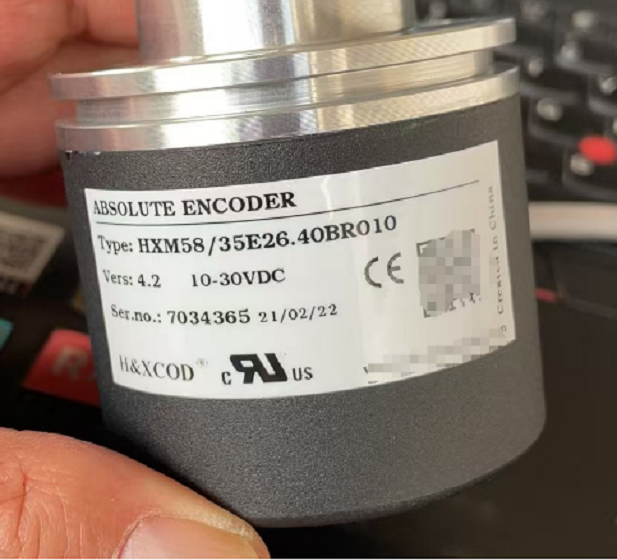 ABSOLUTE ENCODER
Type: HXM58/35E26.40BR010
Vers: 4.2 10-30VDC
CE
Ser.no.: 7034365 21/02/22
H&XCOD® c RU US
Created in China